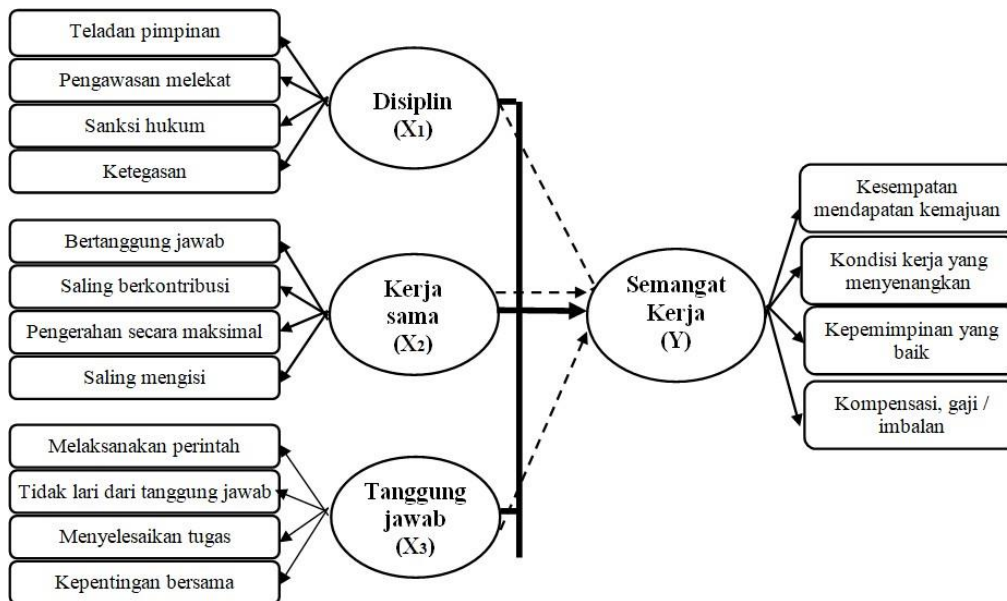 Teladan pimpinan
Pengawasan melekat
Sanksi hukum
Ketegasan
Disiplin
(X1)
Bertanggung jawab
Saling berkontribusi
Pengerahan secara maksimal
Saling mengisi
Kerja
sama
(X2)
Melaksanakan perintah
Tidak lari dari tanggung jawab
Menyelesaikan tugas
Kepentingan bersama
Tanggung
jawab
(X3)
Semangat
Kerja
(Y)
Kesempatan
mendapatan kemajuan
Kondisi kerja yang
menyenangkan
Kepemimpinan yang
baik
Kompensasi, gaji /
imbalan